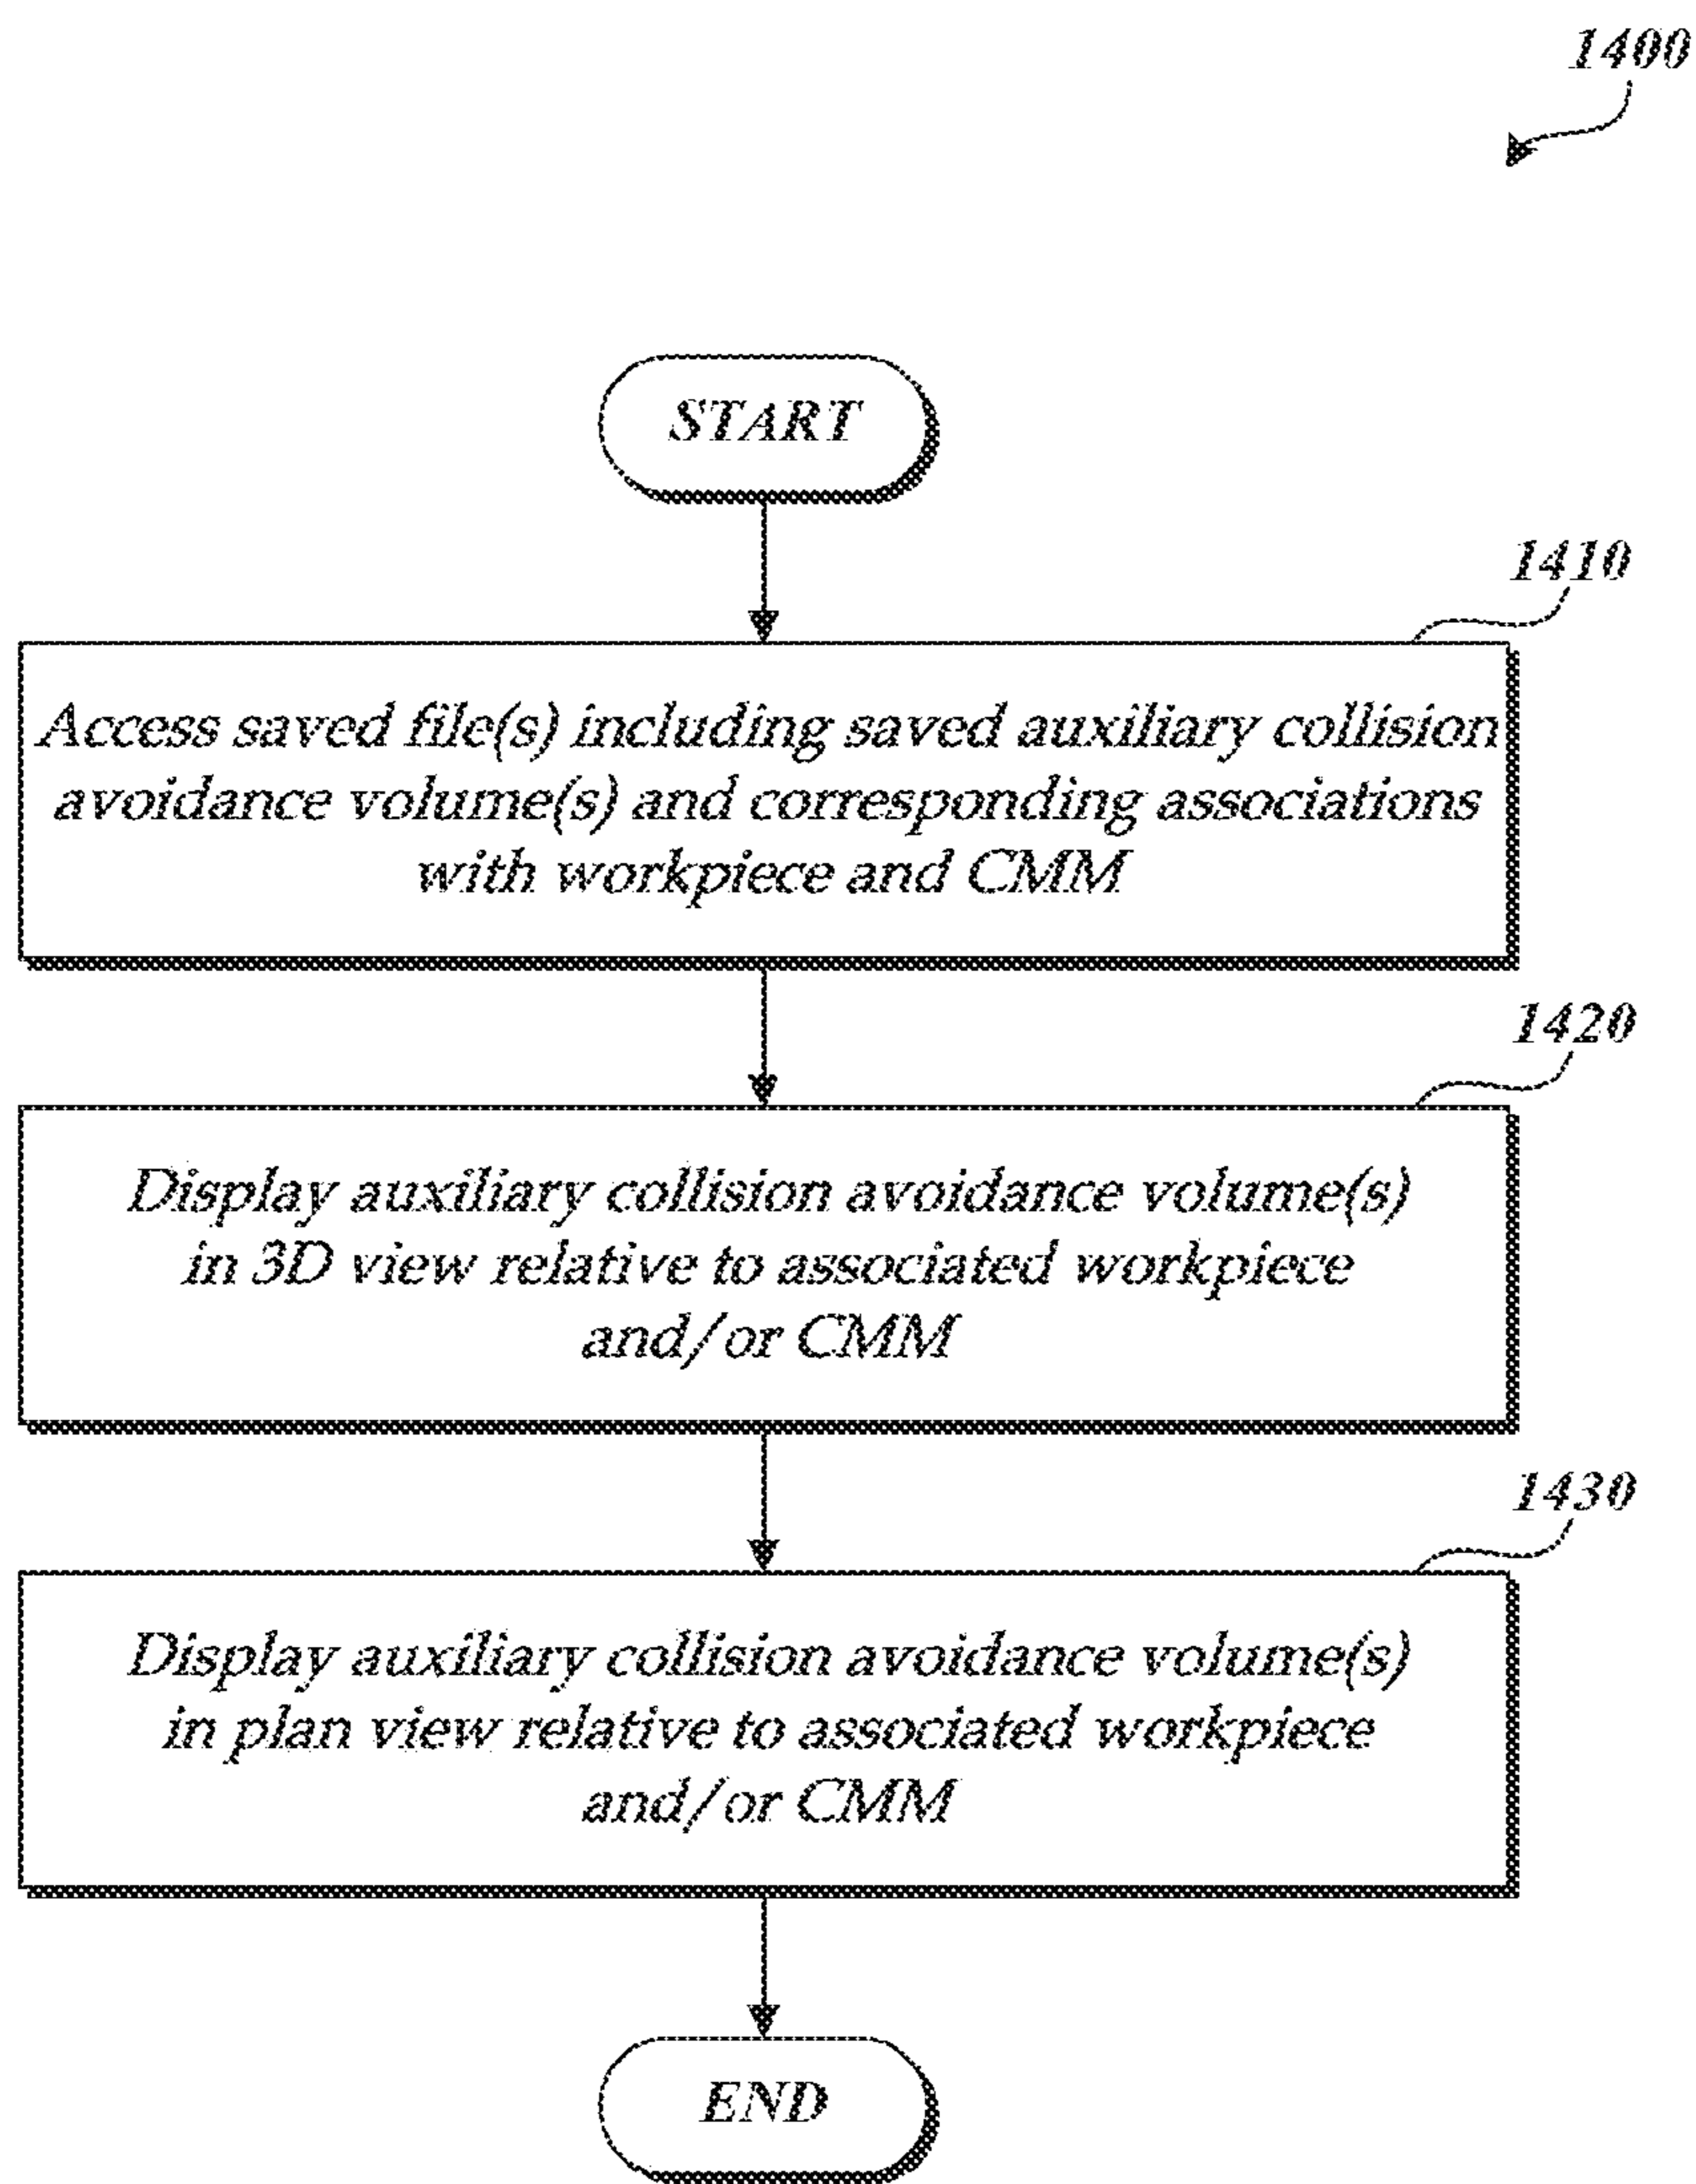 1400
START
1410
Access saved file(s) including saved auxiliary collision
avoidance volume(s) and corresponding associations
with workpiece and CMM
1420
Display auxiliary collision avoidance volume(s)
in 3D view relative to associated workpiece
and/or CMM
1430
Display auxiliary collision avoidance volume(s)
in plan view relative to associated workpiece
and/or CMM
END